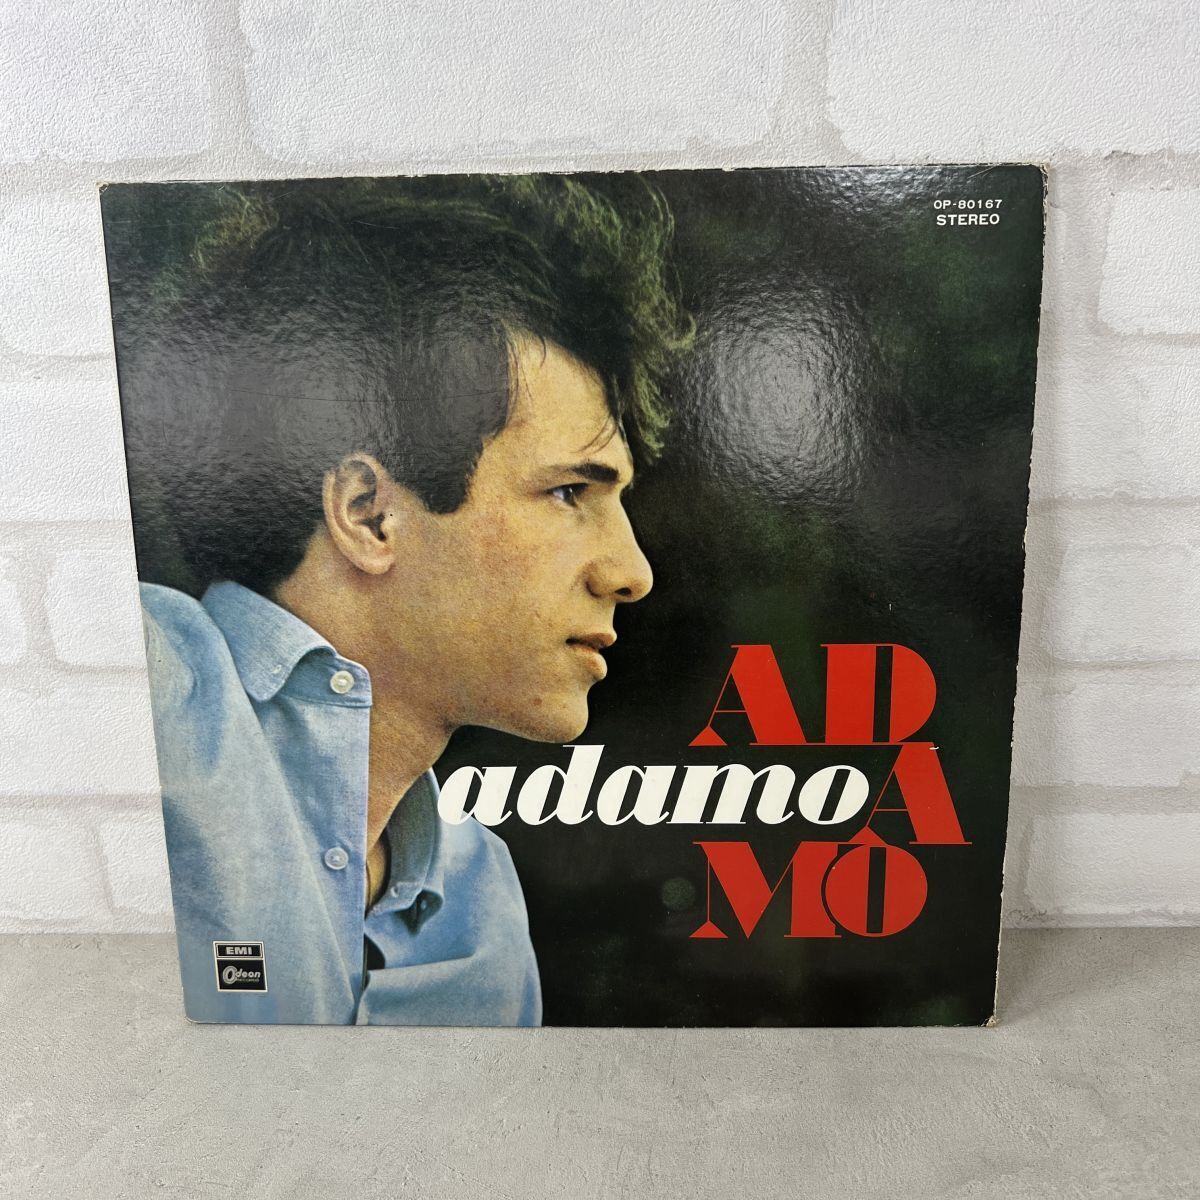 OP-80167
STEREO
AD
adamo A
MO
EMI
Odeon